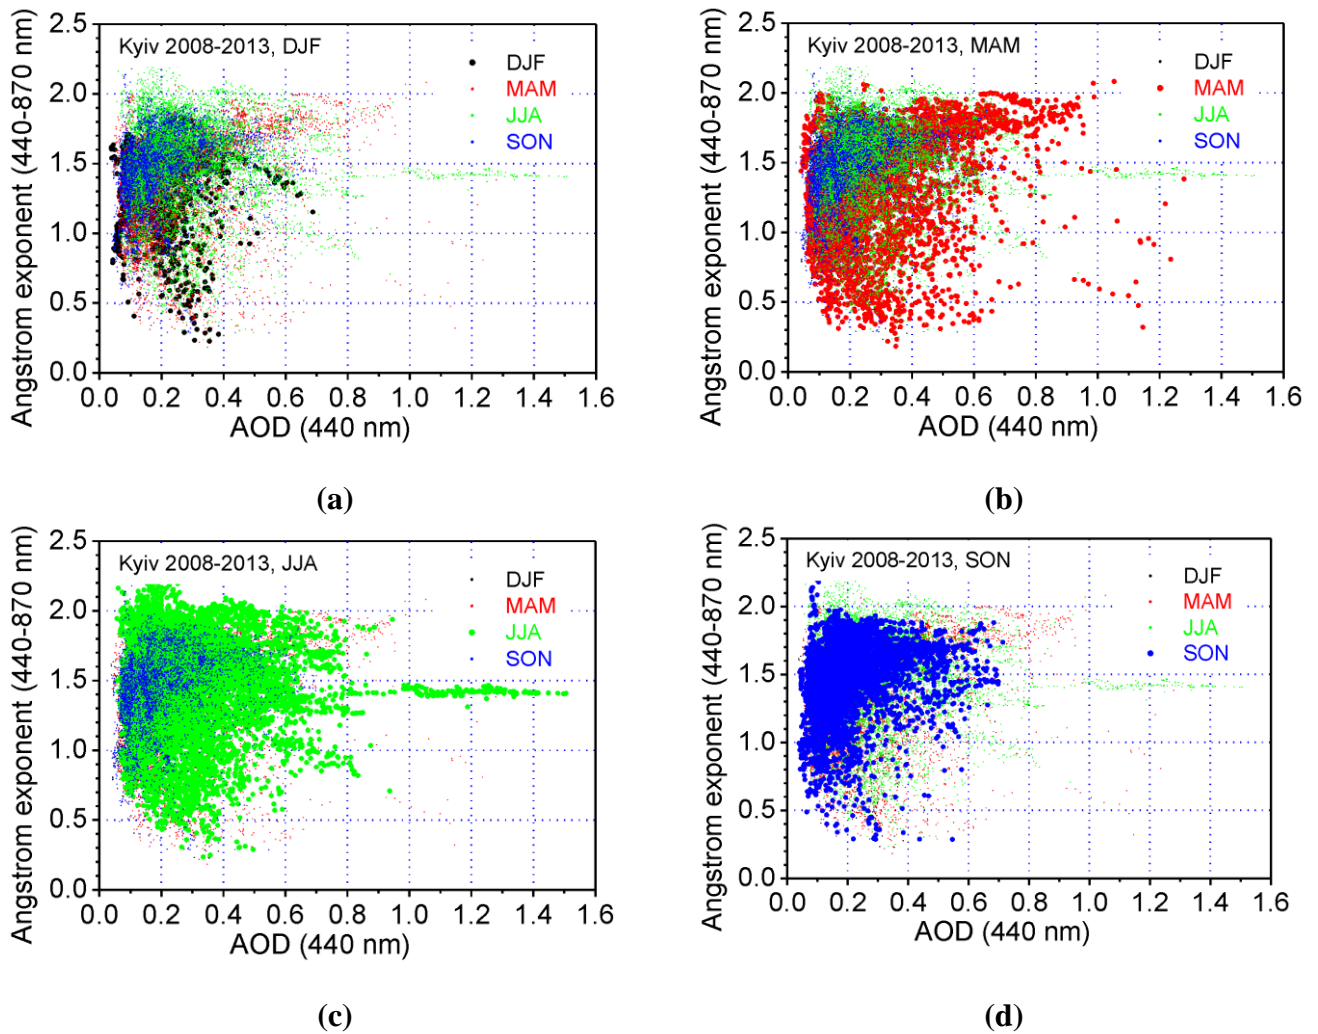 Kyiv 2008-2013, DJF
DJF
MAM
JJA
SON
2.5
2.0
1.5
1.0
0.5
0.0
0.0 0.2 0.4 0.6 0.8 1.0 1.2 1.4 1.6
Angstrom exponent (440-870 nm)
AOD (440 nm)
(a)
Kyiv 2008-2013, MAM
DJF
MAM
JJA
SON
2.5
2.0
1.5
1.0
0.5
0.0
0.0 0.2 0.4 0.6 0.8 1.0 1.2 1.4 1.6
Angstrom exponent (440-870 nm)
AOD (440 nm)
(b)
Kyiv 2008-2013, JJA
DJF
MAM
JJA
SON
2.5
2.0
1.5
1.0
0.5
0.0
0.0 0.2 0.4 0.6 0.8 1.0 1.2 1.4 1.6
Angstrom exponent (440-870 nm)
AOD (440 nm)
(c)
Kyiv 2008-2013, SON
DJF
MAM
JJA
SON
2.5
2.0
1.5
1.0
0.5
0.0
0.0 0.2 0.4 0.6 0.8 1.0 1.2 1.4 1.6
Angstrom exponent (440-870 nm)
AOD (440 nm)
(d)